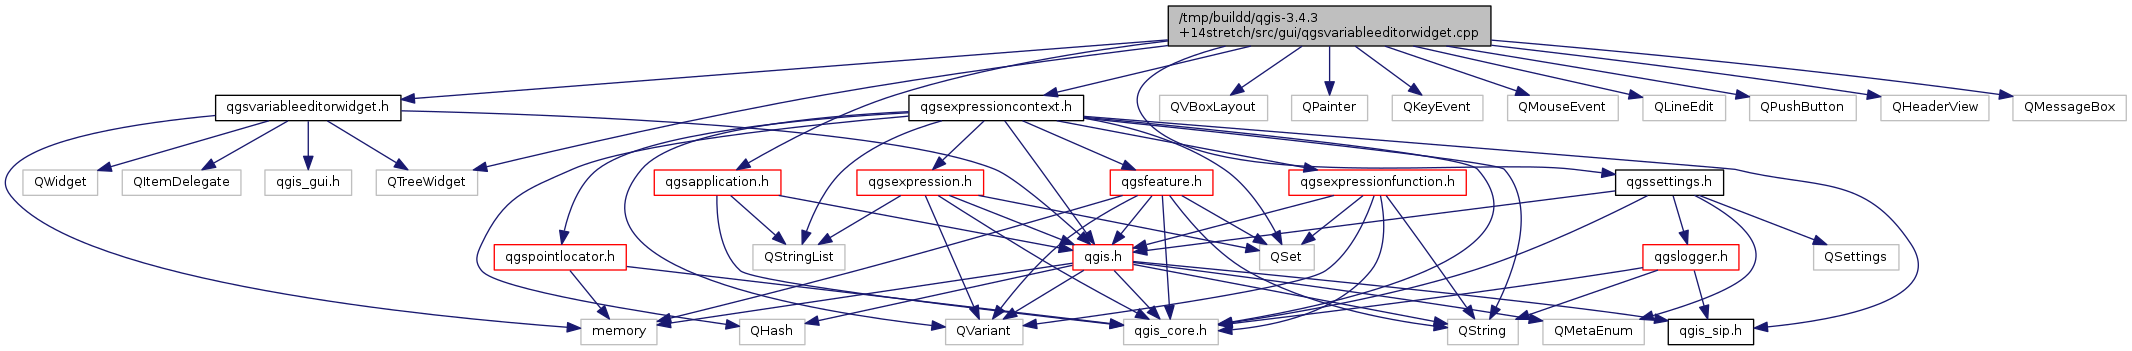 /tmp/buildd/qgis-3.4.3
+14stretch/src/gui/qgsvariableeditorwidget.cpp
qgsvariableeditorwidget.h
qgsexpressioncontext.h
QVBoxLayout
QPainter
QKeyEvent
QMouseEvent
QLineEdit
QPushButton
QHeaderView
QMessageBox
QWidget
QItemDelegate
qgis_gui.h
QTreeWidget
qgsapplication.h
qgsexpression.h
qgsfeature.h
qgsexpressionfunction.h
qgssettings.h
qgspointlocator.h
QStringList
qgis.h
QSet
qgslogger.h
QSettings
memory
QHash
QVariant
qgis_core.h
QString
QMetaEnum
qgis_sip.h